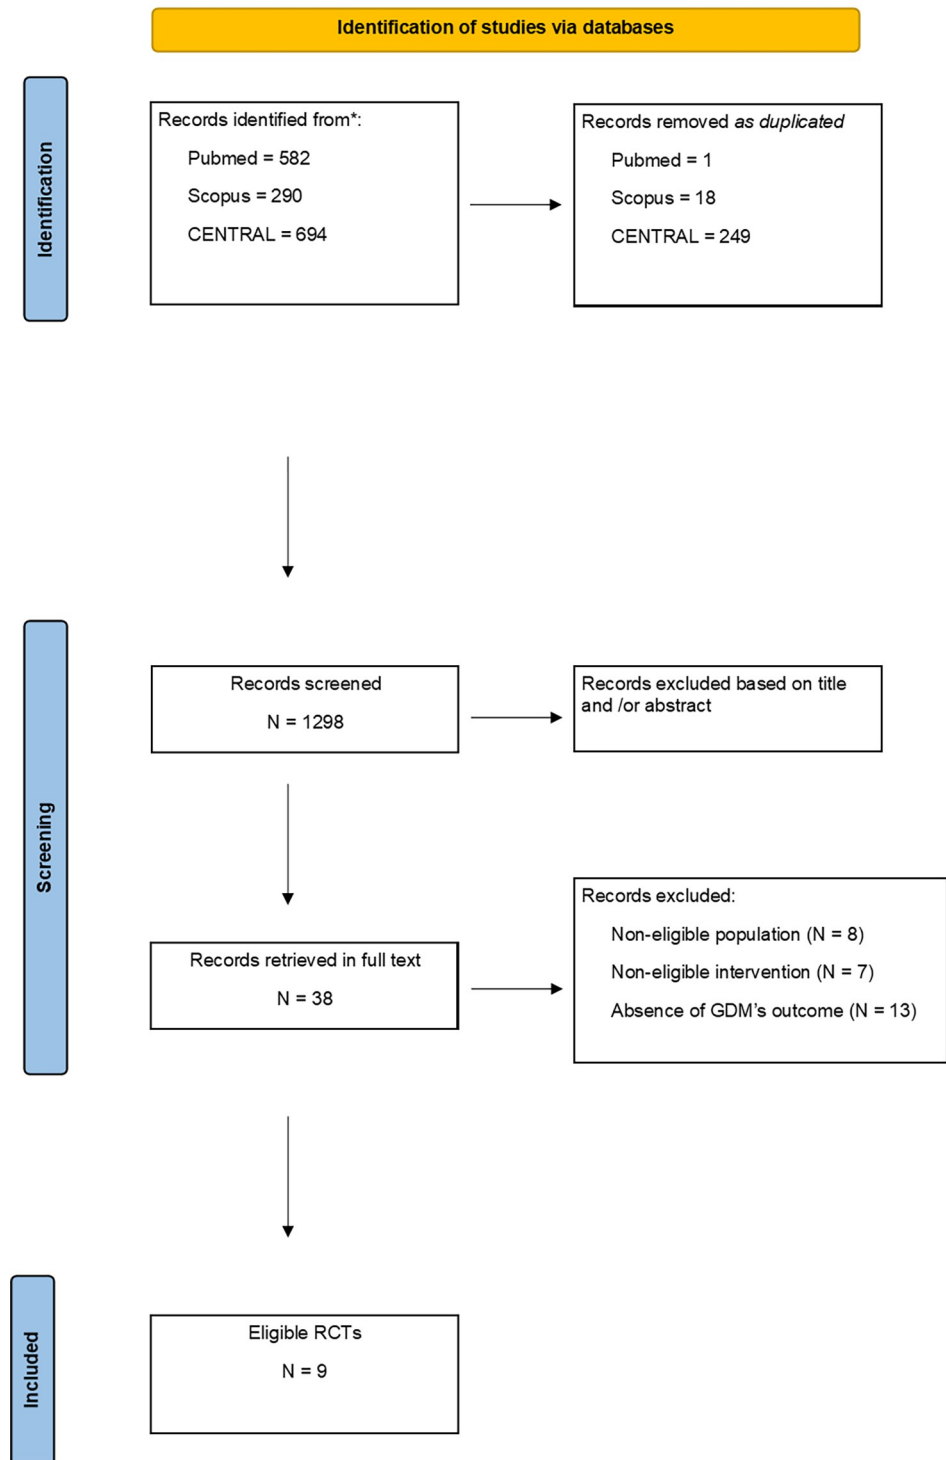 Identification of studies via databases
Identification
Records identified from*:
Pubmed = 582
Scopus = 290
CENTRAL = 694
Records removed as duplicated
Pubmed = 1
Scopus = 18
CENTRAL = 249
Screening
Records screened
N = 1298
Records excluded based on title
and /or abstract
Records retrieved in full text
N = 38
Records excluded:
Non-eligible population (N = 8)
Non-eligible intervention (N = 7)
Absence of GDM’s outcome (N = 13)
Included
Eligible RCTs
N = 9